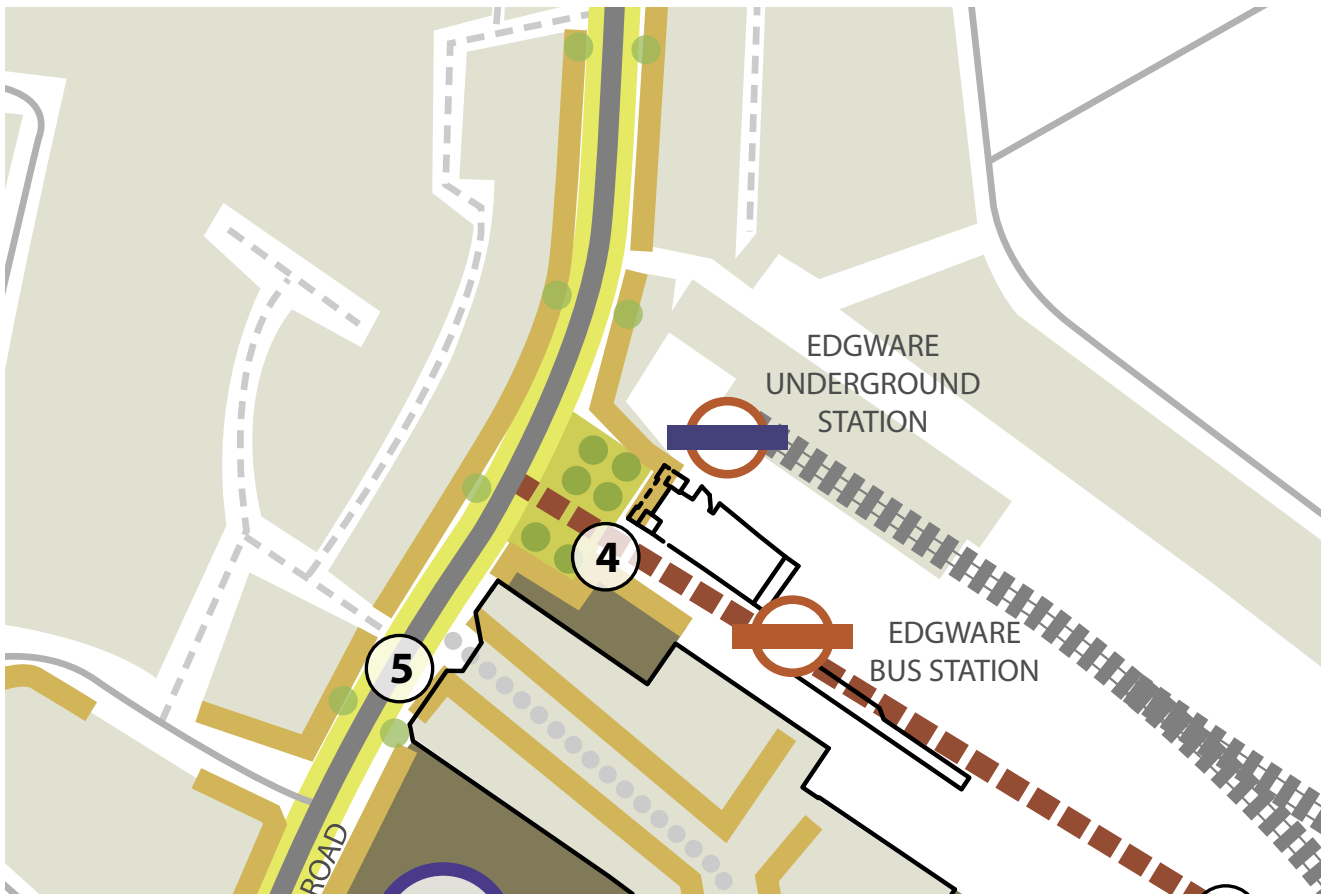 EDGWARE
UNDERGROUND
STATION
4
EDGWARE
BUS STATION
5
ROAD